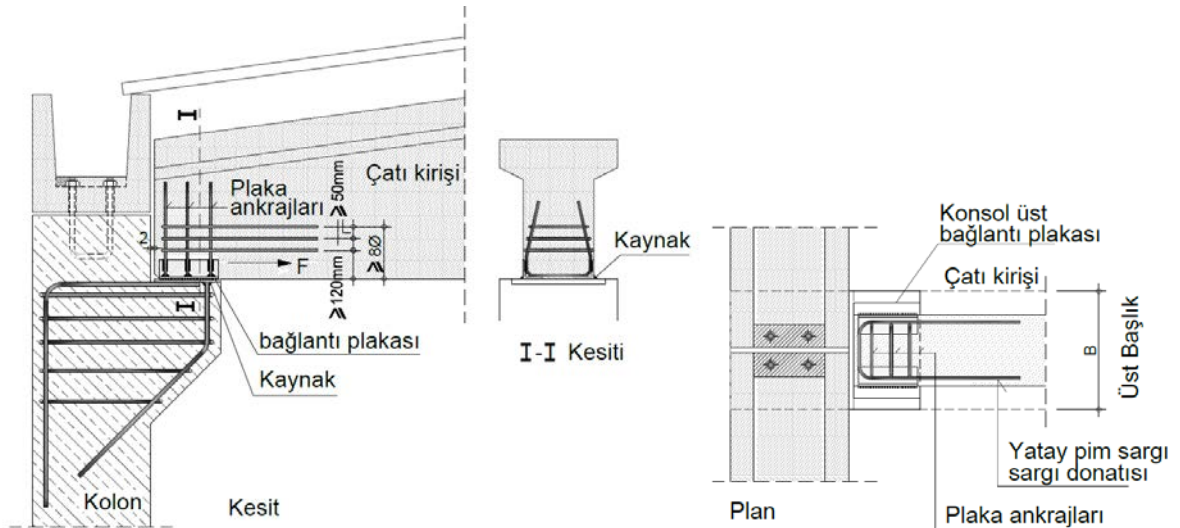 I
Plaka
ankrajları
Çatı kirişi
2
F
≥ 50mm
≥ 8Ø
≥ 120mm
I
bağlantı plakası
Kaynak
Kolon
Kesit
Kaynak
I-I Kesiti
Konsol üst
bağlantı plakası
Çatı kirişi
B
Üst Başlık
Yatay pim sargı
sargı donatısı
Plan
Plaka ankrajları